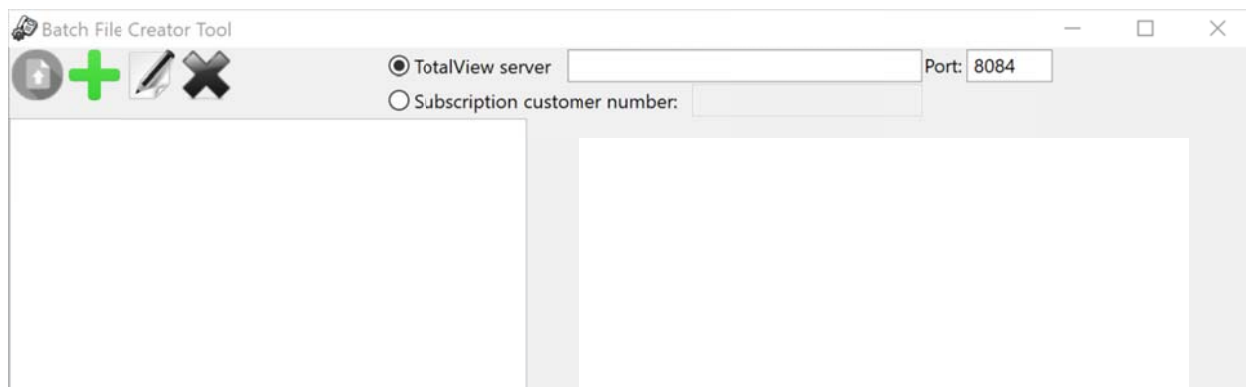 Batch File Creator Tool
TotalView server Port: 8084
Subscription customer number: